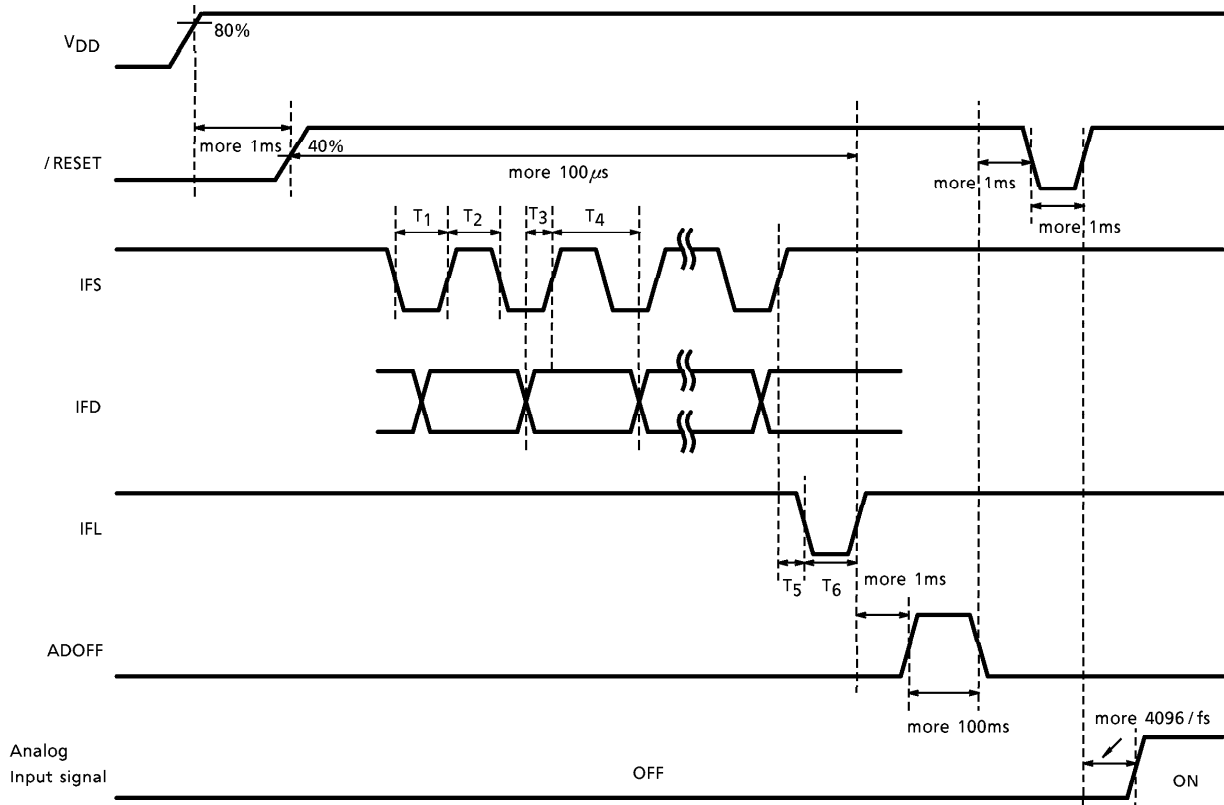 VDD
80%
more 1ms
40%
/RESET
more 100μs
more 1ms
more 1ms
T1
T2
T3
T4
IFS
IFD
IFL
T5
T6
more 1ms
ADOFF
more 100ms
more 4096/fs
Analog
Input signal
OFF
ON